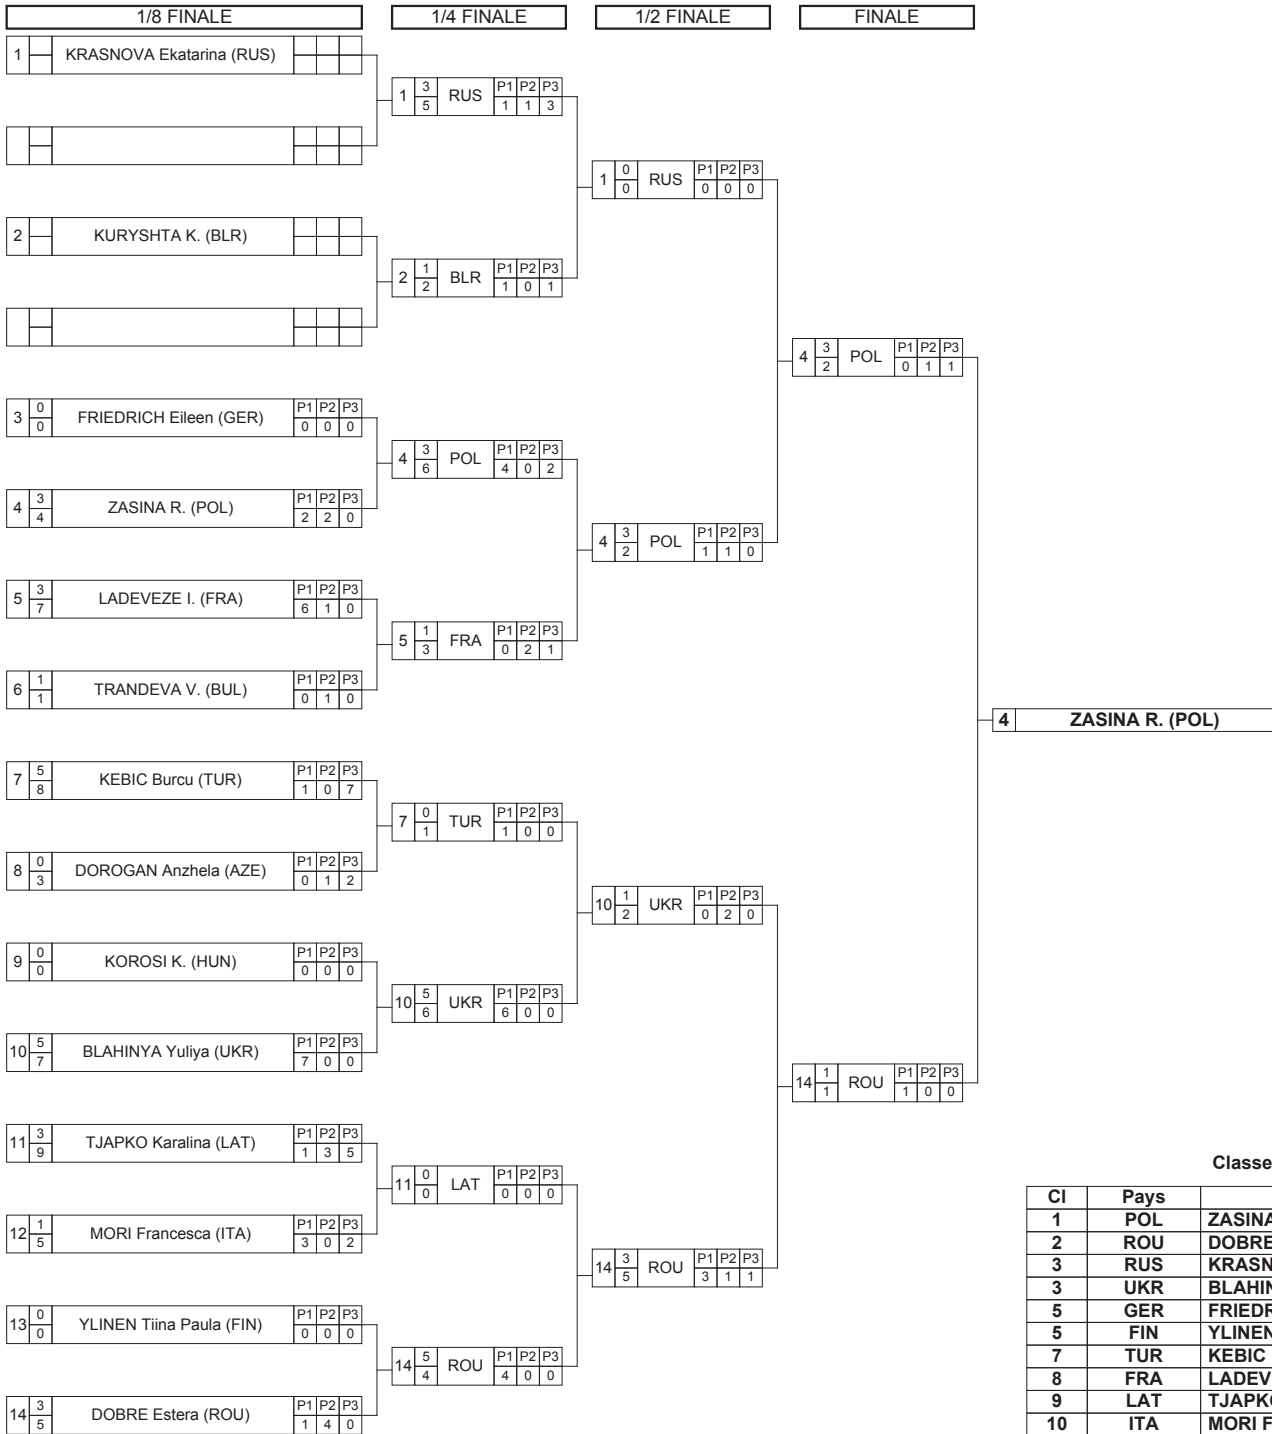 1/8 FINALE 1/4 FINALE 1/2 FINALE FINALE
1 KRASNOVA Ekatarina (RUS)
1 3 5 RUS P1 P2 P3 1 1 3
1 0 0 RUS P1 P2 P3 0 0 0
2 KURYSHTA K. (BLR)
2 1 2 BLR P1 P2 P3 1 0 1
4 3 2 POL P1 P2 P3 0 1 1
3 0 0 FRIEDRICH Eileen (GER) P1 P2 P3 0 0 0
4 3 6 POL P1 P2 P3 4 0 2
4 3 4 ZASINA R. (POL) P1 P2 P3 2 2 0
4 3 2 POL P1 P2 P3 1 1 0
5 3 7 LADEVEZE I. (FRA) P1 P2 P3 6 1 0
5 1 3 FRA P1 P2 P3 0 2 1
6 1 1 TRANDEVA V. (BUL) P1 P2 P3 0 1 0
4 ZASINA R. (POL)
7 5 8 KEBIC Burcu (TUR) P1 P2 P3 1 0 7
7 0 1 TUR P1 P2 P3 1 0 0
8 0 3 DOROGAN Anzhela (AZE) P1 P2 P3 0 1 2
10 1 2 UKR P1 P2 P3 0 2 0
9 0 0 KOROSI K. (HUN) P1 P2 P3 0 0 0
10 5 6 UKR P1 P2 P3 6 0 0
10 5 7 BLAHINYA Yuliya (UKR) P1 P2 P3 7 0 0
14 1 1 ROU P1 P2 P3 1 0 0
11 3 9 TJAPKO Karalina (LAT) P1 P2 P3 1 3 5
11 0 0 LAT P1 P2 P3 0 0 0
12 1 5 MORI Francesca (ITA) P1 P2 P3 3 0 2
14 3 5 ROU P1 P2 P3 3 1 1
13 0 0 YLINEN Tiina Paula (FIN) P1 P2 P3 0 0 0
14 5 4 ROU P1 P2 P3 4 0 0
14 3 5 DOBRE Estera (ROU) P1 P2 P3 1 4 0
Classe
Cl Pays
1 POL ZASINA
2 ROU DOBRE
3 RUS KRASN
3 UKR BLAHIN
5 GER FRIEDR
5 FIN YLINEN
7 TUR KEBIC
8 FRA LADEV
9 LAT TJAPKO
10 ITA MORI F